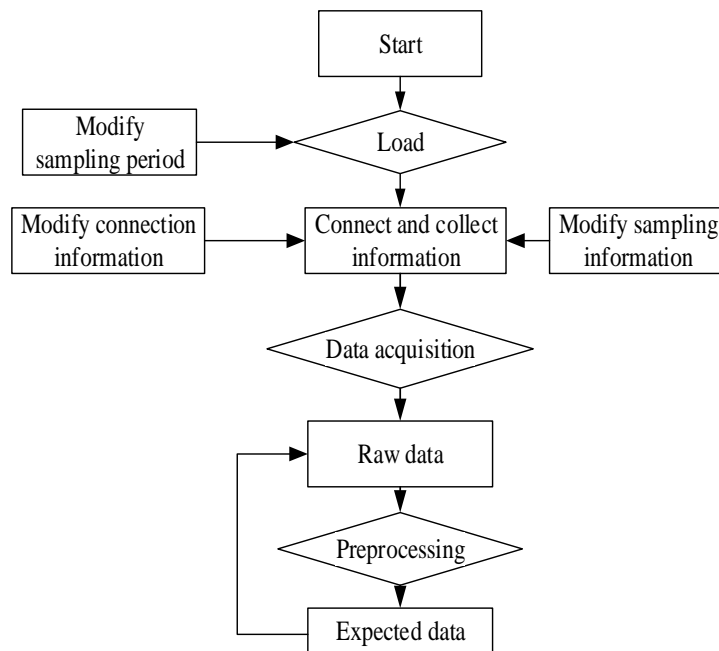 Start
Modify
sampling period
Load
Modify connection
information
Connect and collect
information
Modify sampling
information
Data acquisition
Raw data
Preprocessing
Expected data